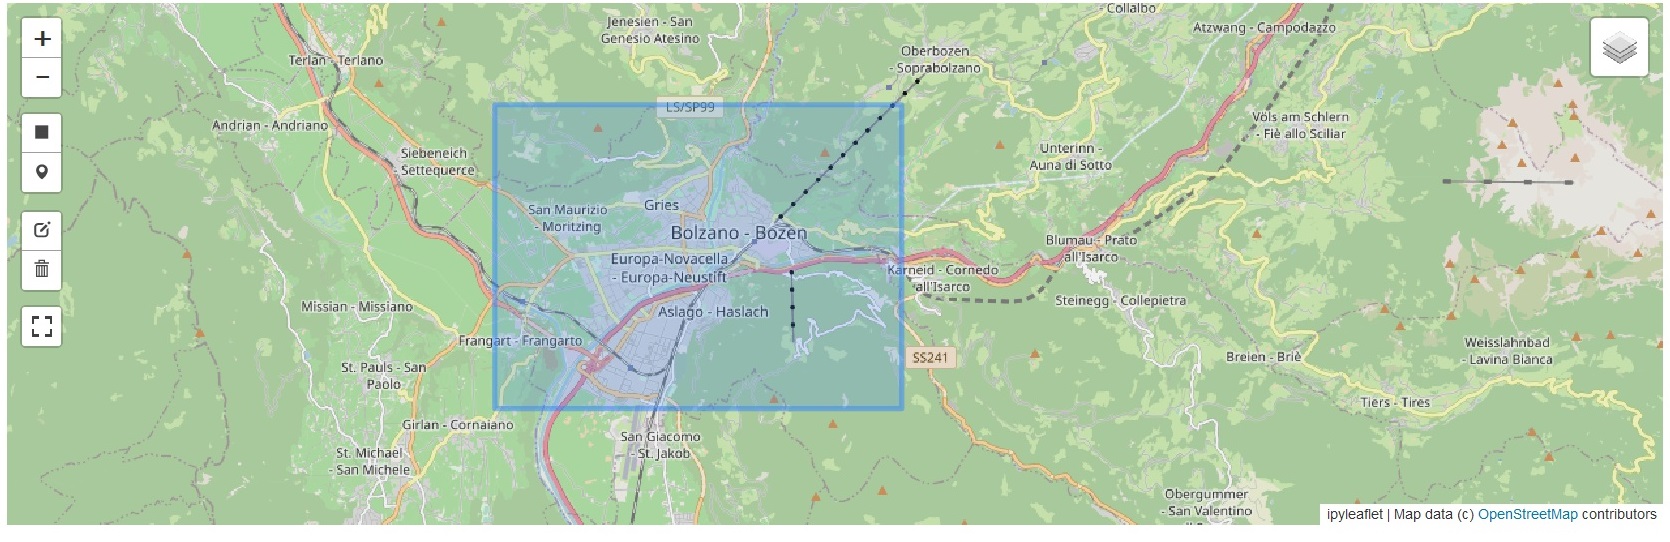 +
−
Jenesien - San
Genesio Atesino
- Collalbo
Atzwang - Campodazzo
Oberbozen
- Soprabolzano
Terlan - Terlano
LS/SP99
Andrian - Andriano
Völs am Schlern
- Fiè allo Sciliar
Siebeneich
Settequerce
Unterinn -
Auna di Sotto
San Maurizio
- Moritzing
Gries
Bolzano - Bozen
Blumau - Prato
all'Isarco
Europa-Novacella
- Europa-Neustift
Karneid - Cornedo
all'Isarco
Missian - Missiano
Aslago - Haslach
Steinegg - Collepietra
Frangart - Frangarto
SS241
Breien - Briè
Weisslahnbad
- Lavina Bianca
St. Pauls - San
Paolo
Tiers - Tires
Girlan - Cornaiano
San Giacomo
- St. Jakob
St. Michael
- San Michele
Obergummer
- San Valentino
ipyleaflet | Map data (c) OpenStreetMap contributors